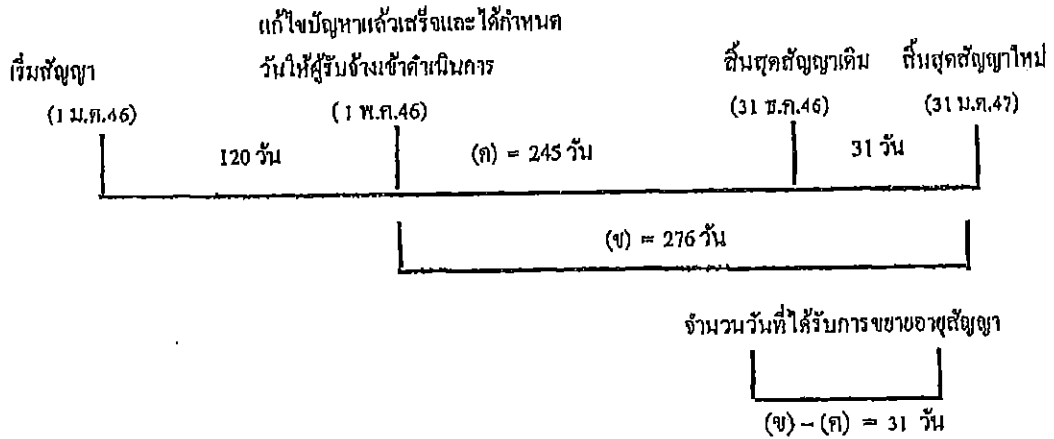 แก้ไขปัญหาแล้วเสร็จและได้กำหนด
วันให้ผู้รับจ้างเข้าดำเนินการ
เริ่มสัญญา
สิ้นสุดสัญญาเดิม
สิ้นสุดสัญญาใหม่
(1 ม.ค.46)
(1 พ.ค.46)
(31 ธ.ค.46)
(31 ม.ค.47)
120 วัน
(ค) = 245 วัน
31 วัน
(ข) = 276 วัน
จำนวนวันที่ได้รับการขยายอายุสัญญา
(ข) – (ค) = 31 วัน